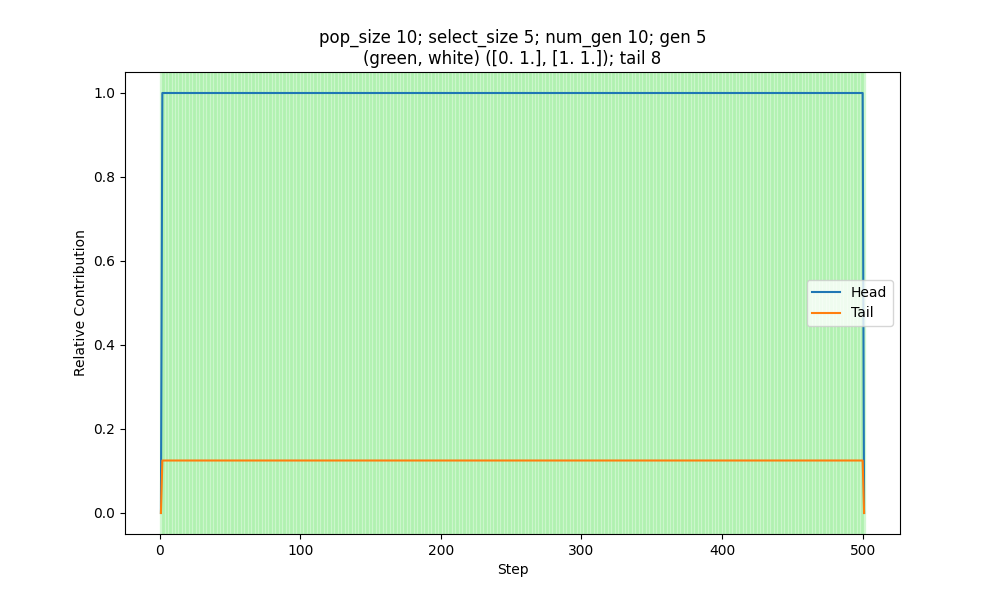 pop_size 10; select_size 5; num_gen 10; gen 5
(green, white) ([0. 1.], [1. 1.]); tail 8
1.0
0.8
0.6
0.4
0.2
0.0
Relative Contribution
Head
Tail
0 100 200 300 400 500
Step